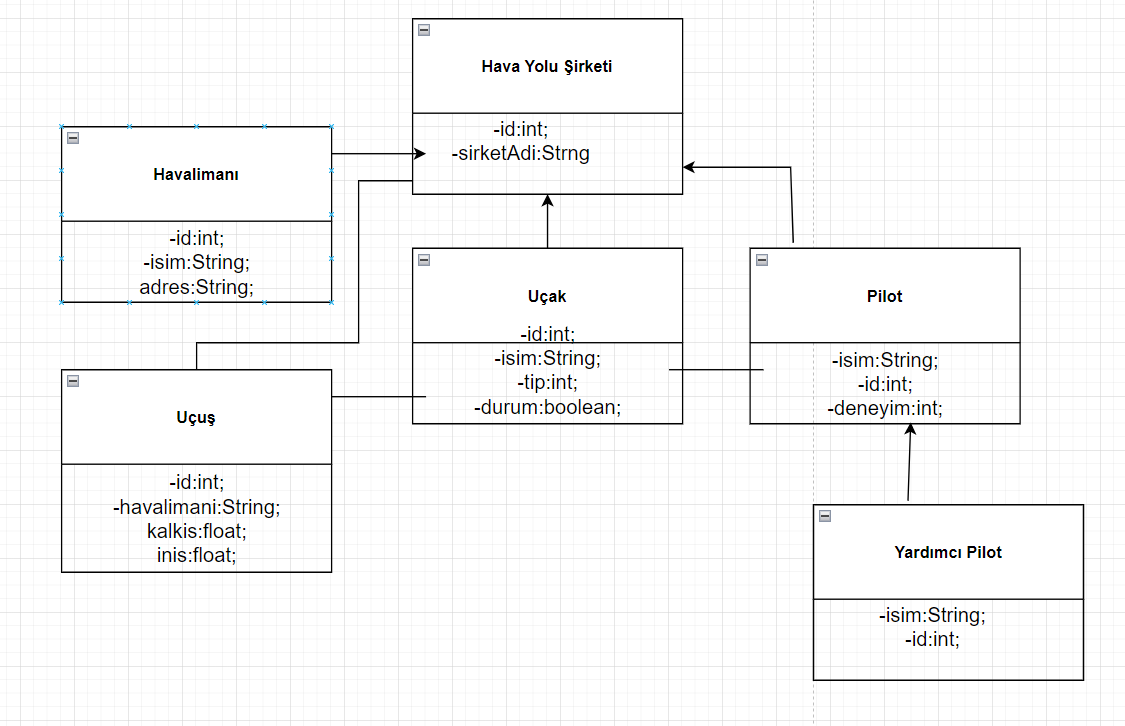 Hava Yolu Şirketi
-id:int;
-sirketAdi:Strng
Havalimanı
-id:int;
-isim:String;
adres:String;
Uçak
-id:int;
-isim:String;
-tip:int;
-durum:boolean;
Pilot
-isim:String;
-id:int;
-deneyim:int;
Uçuş
-id:int;
-havalimani:String;
kalkis:float;
inis:float;
Yardımcı Pilot
-isim:String;
-id:int;